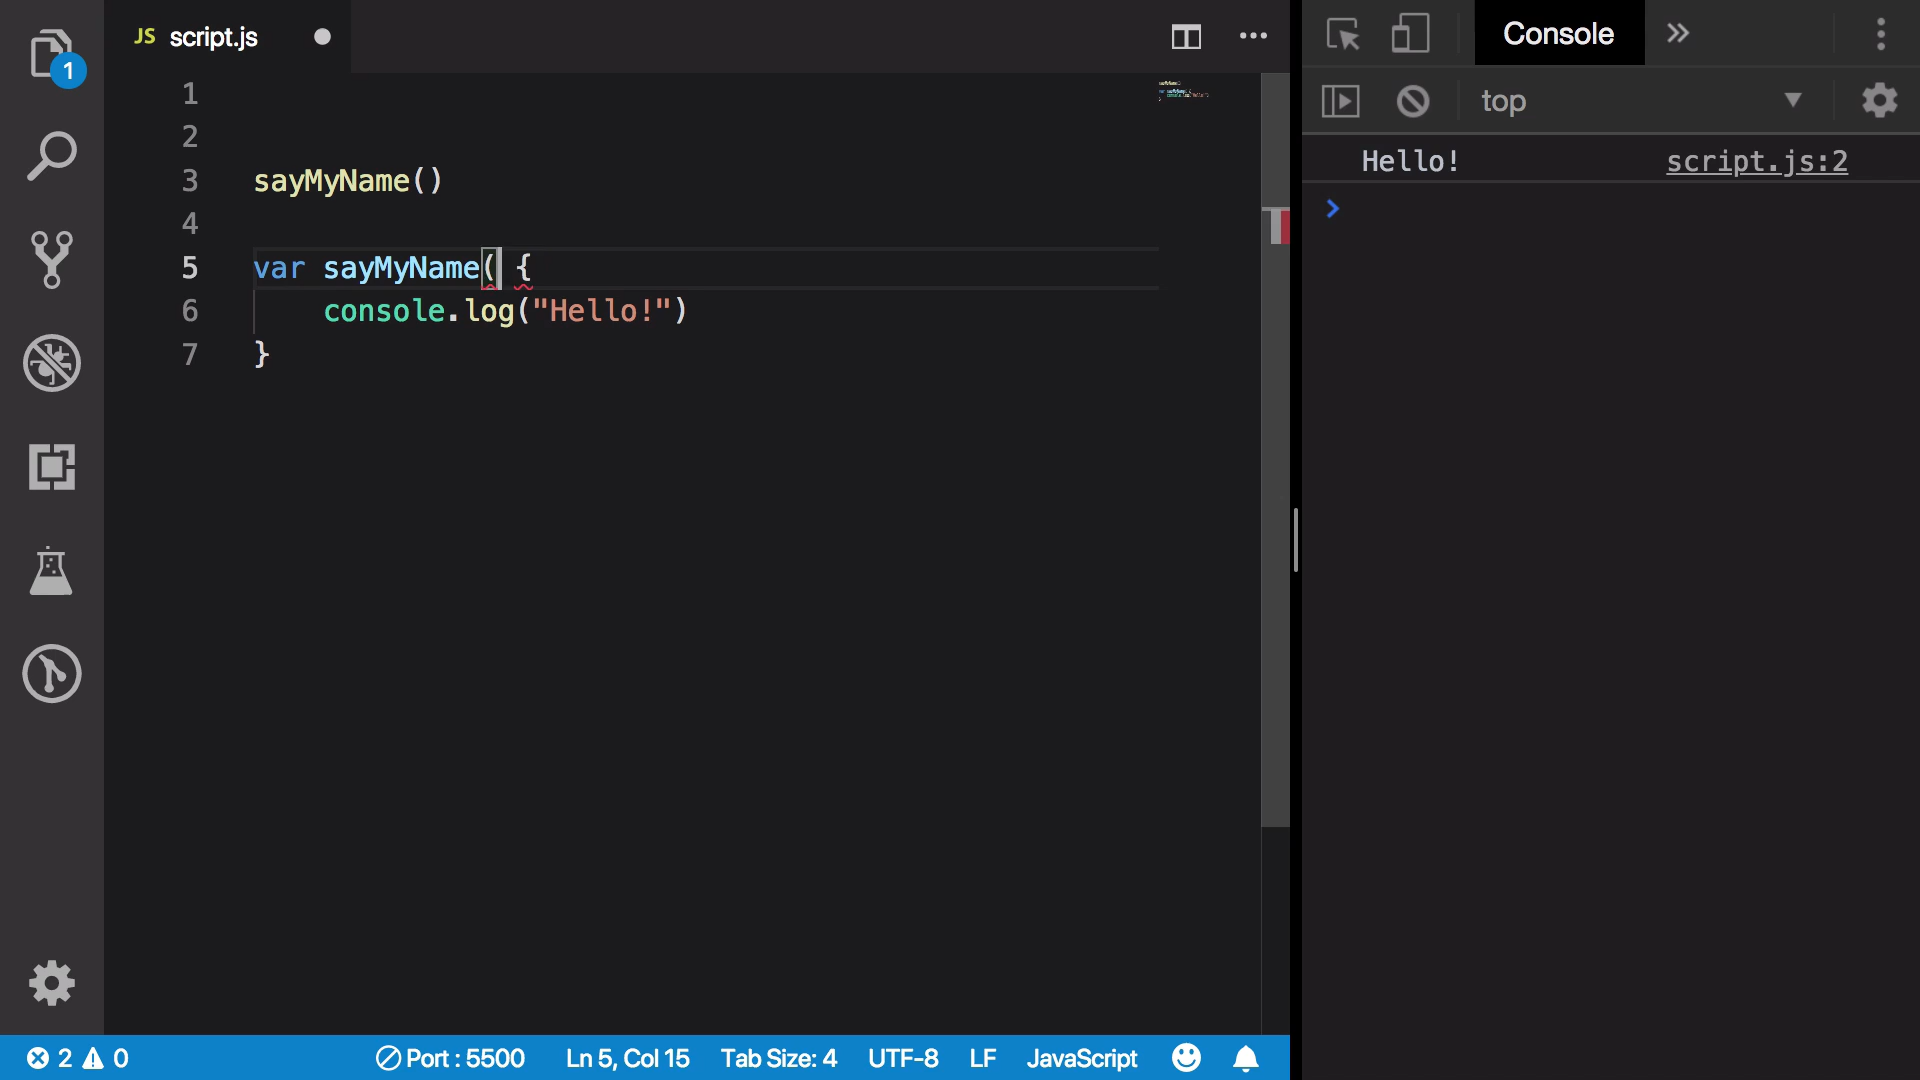 1
JS script.js
1
2
3 sayMyName()
4
5 var sayMyName( {
6 console.log("Hello!")
7 }
2 0 Port : 5500 Ln 5, Col 15 Tab Size: 4 UTF-8 LF JavaScript
Console
top
Hello! script.js:2